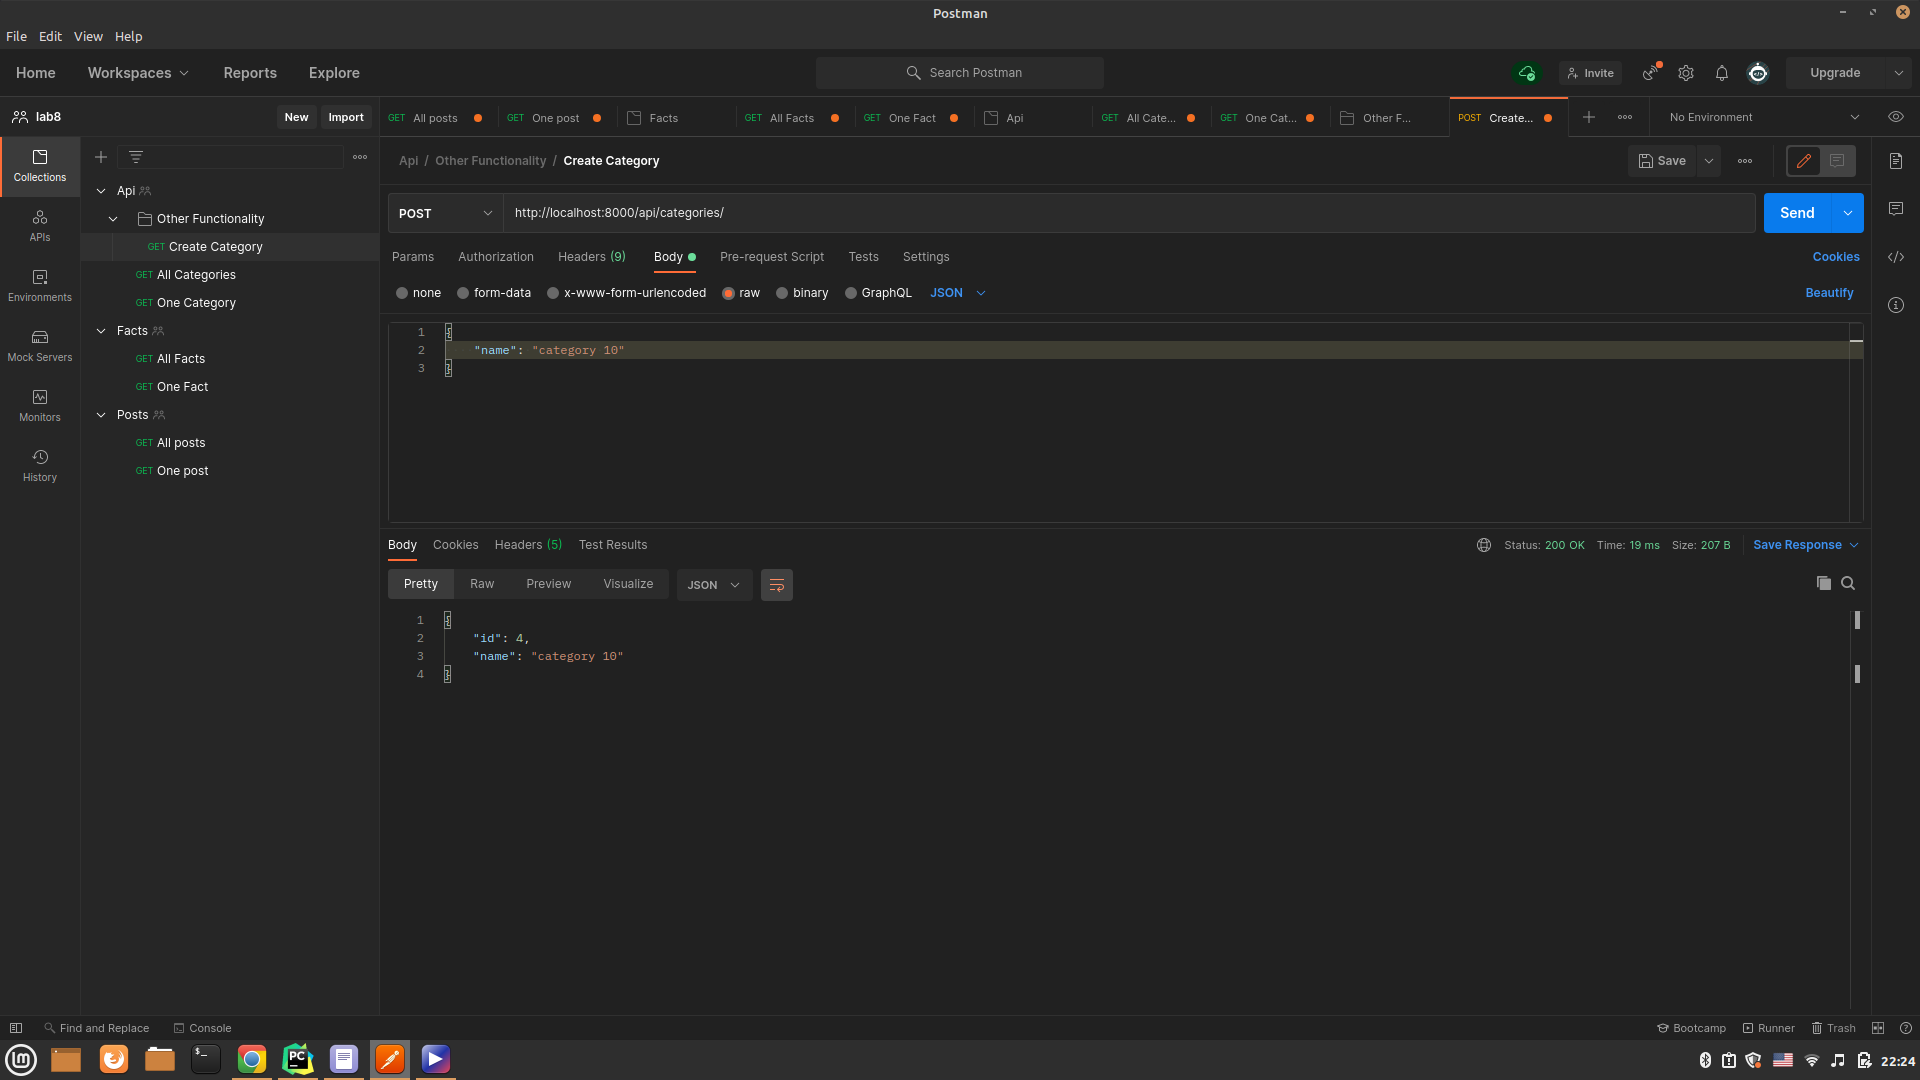 Postman
File Edit View Help
Home Workspaces Reports Explore Search Postman Invite Upgrade
lab8 New Import GET All posts GET One post Facts GET All Facts GET One Fact Api GET All Cate... GET One Cat... Other F... POST Create... No Environment
Api / Other Functionality / Create Category Save
Collections
APIs
Environments
Mock Servers
Monitors
History
Api
Other Functionality
GET Create Category
GET All Categories
GET One Category
Facts
GET All Facts
GET One Fact
Posts
GET All posts
GET One post
POST http://localhost:8000/api/categories/ Send
Params Authorization Headers (9) Body Pre-request Script Tests Settings Cookies
none form-data x-www-form-urlencoded raw binary GraphQL JSON Beautify
1 {
2 "name": "category 10"
3 }
Body Cookies Headers (5) Test Results Status: 200 OK Time: 19 ms Size: 207 B Save Response
Pretty Raw Preview Visualize JSON
1 {
2 "id": 4,
3 "name": "category 10"
4 }
Find and Replace Console Bootcamp Runner Trash
PC 22:24